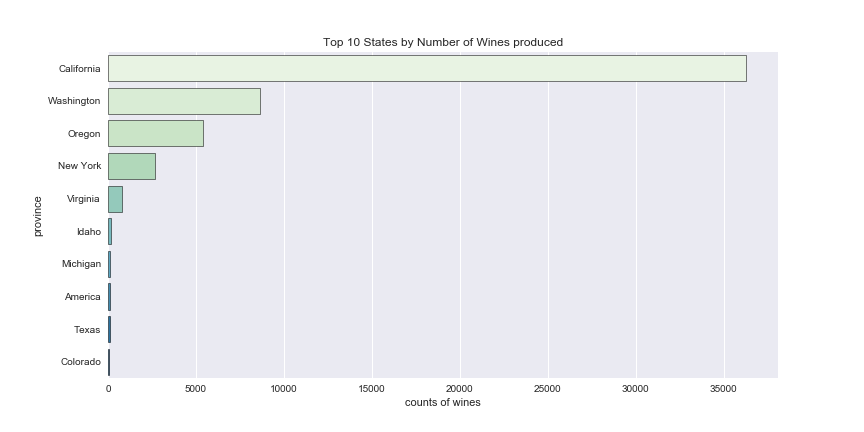 Top 10 States by Number of Wines produced
California
Washington
Oregon
New York
Virginia
Idaho
Michigan
America
Texas
Colorado
province
0 5000 10000 15000 20000 25000 30000 35000
counts of wines